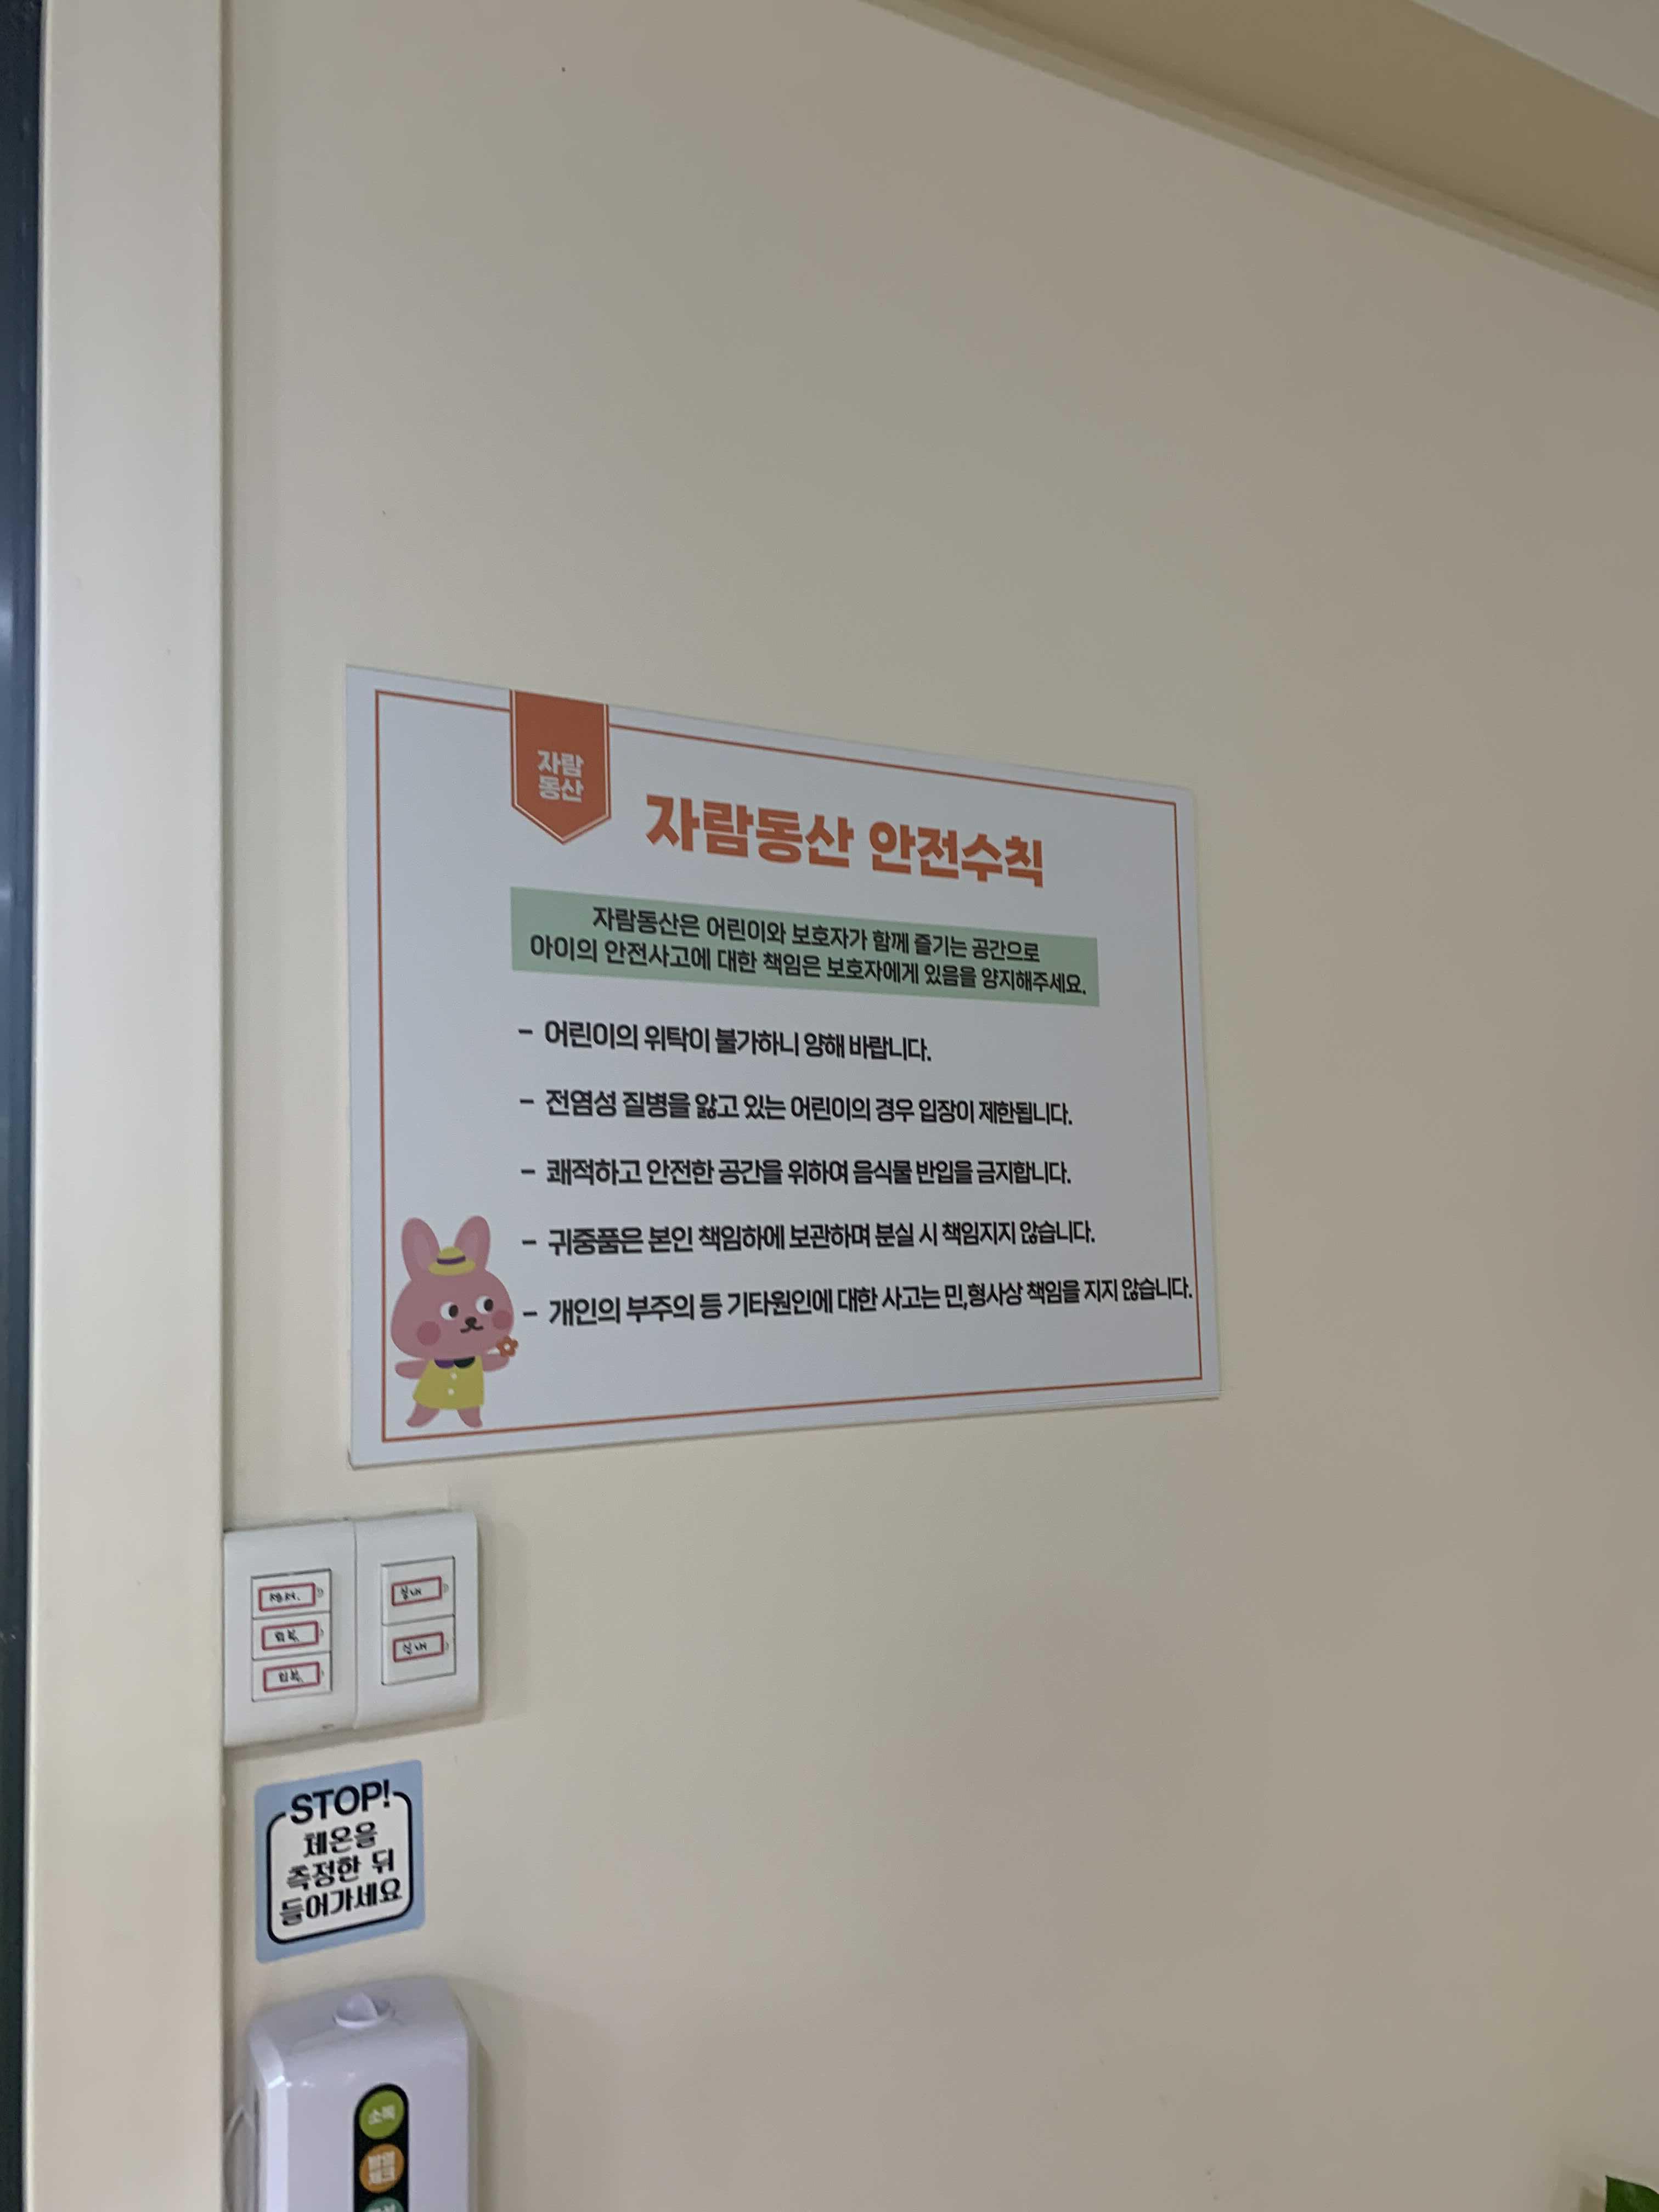 자람
동산
자람동산 안전수칙
자람동산은 어린이와 보호자가 함께 즐기는 공간으로
아이의 안전사고에 대한 책임은 보호자에게 있음을 양지해주세요.
- 어린이의 위탁이 불가하니 양해 바랍니다.
- 전염성 질병을 앓고 있는 어린이의 경우 입장이 제한됩니다.
- 쾌적하고 안전한 공간을 위하여 음식물 반입을 금지합니다.
- 귀중품은 본인 책임하에 보관하며 분실 시 책임지지 않습니다.
- 개인의 부주의 등 기타원인에 대한 사고는 민,형사상 책임을 지지 않습니다.
실내
실내
STOP!
체온을
측정한 뒤
들어가세요
소독
발열
체크